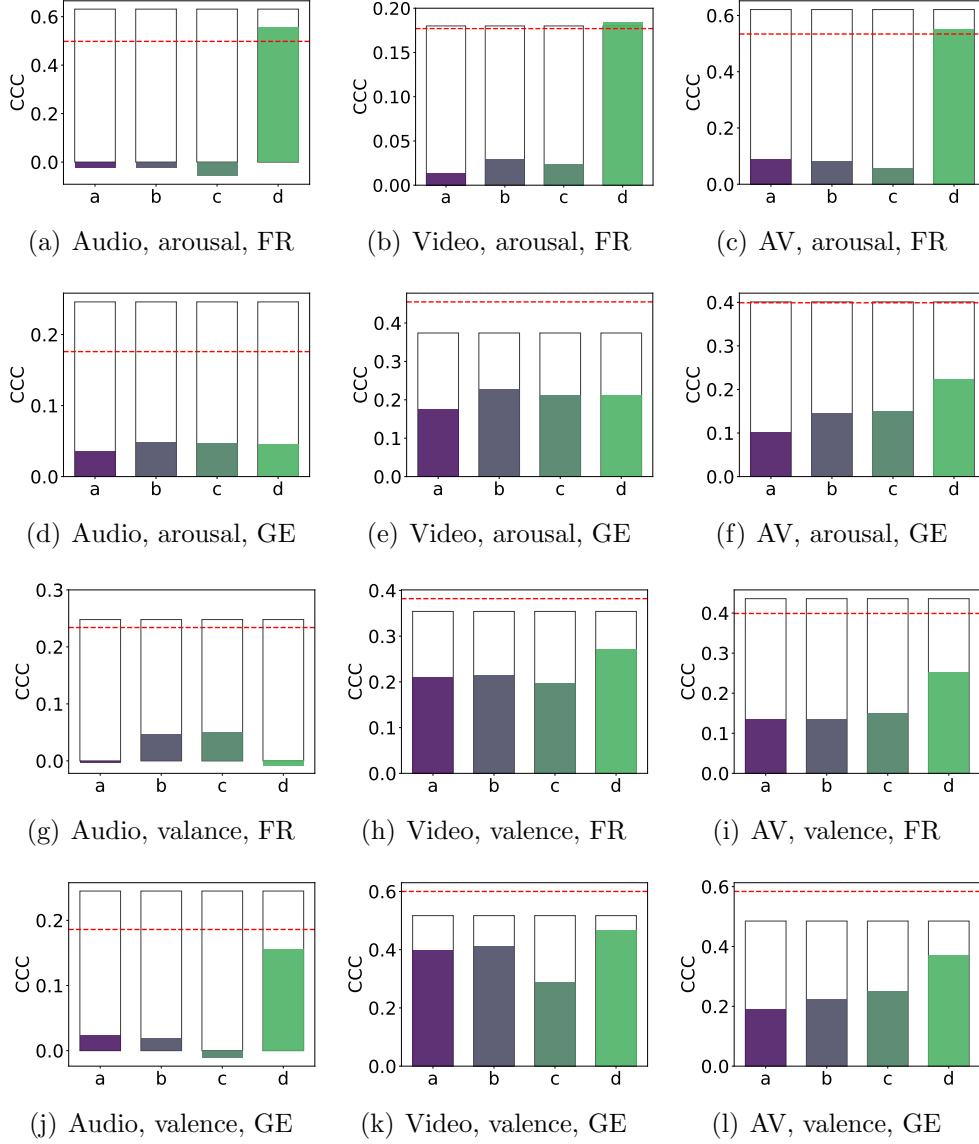 0.6
0.4
0.2
0.0
CCC
a b c d
(a) Audio, arousal, FR
0.20
0.15
0.10
0.05
0.00
CCC
a b c d
(b) Video, arousal, FR
0.6
0.4
0.2
0.0
CCC
a b c d
(c) AV, arousal, FR
0.2
0.1
0.0
CCC
a b c d
(d) Audio, arousal, GE
0.4
0.3
0.2
0.1
0.0
CCC
a b c d
(e) Video, arousal, GE
0.4
0.3
0.2
0.1
0.0
CCC
a b c d
(f) AV, arousal, GE
0.3
0.2
0.1
0.0
CCC
a b c d
(g) Audio, valance, FR
0.4
0.3
0.2
0.1
0.0
CCC
a b c d
(h) Video, valence, FR
0.4
0.3
0.2
0.1
0.0
CCC
a b c d
(i) AV, valence, FR
0.2
0.1
0.0
CCC
a b c d
(j) Audio, valence, GE
0.6
0.4
0.2
0.0
CCC
a b c d
(k) Video, valence, GE
0.6
0.4
0.2
0.0
CCC
a b c d
(l) AV, valence, GE